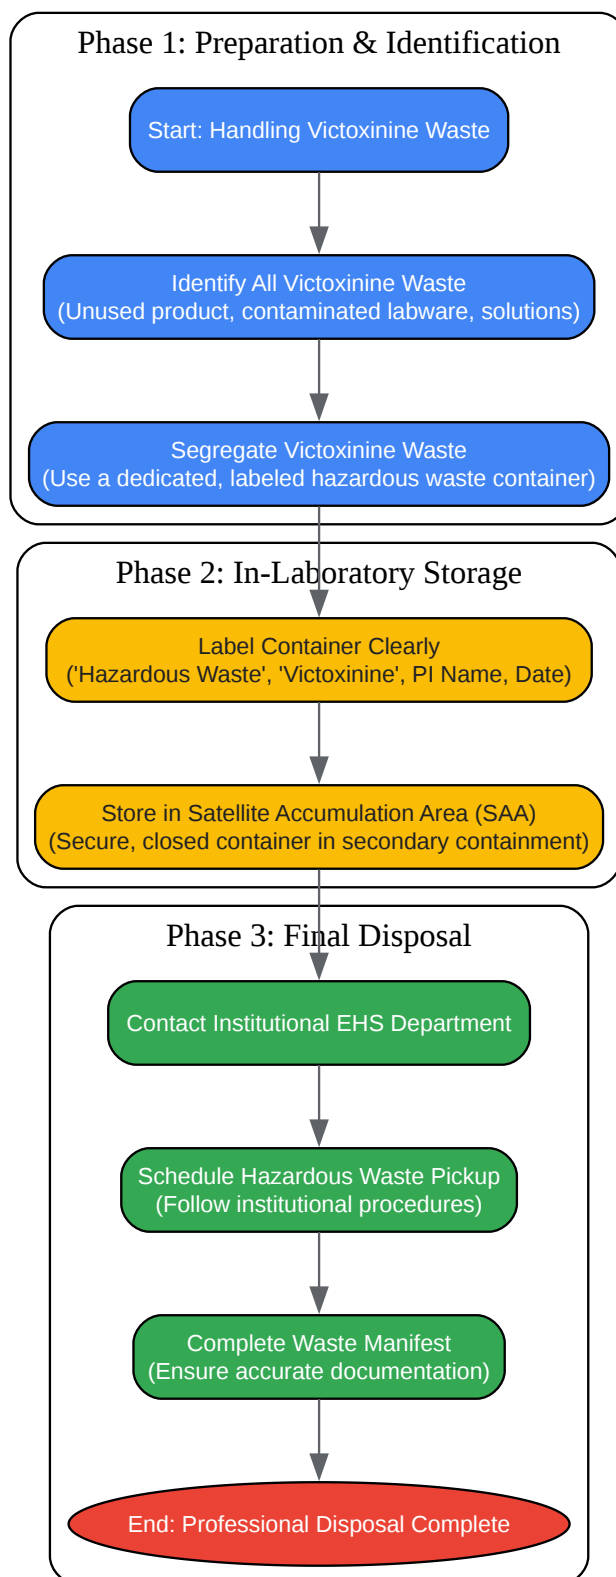 Phase 1: Preparation & Identification
Start: Handling Victoxinine Waste
Identify All Victoxinine Waste
(Unused product, contaminated labware, solutions)
Segregate Victoxinine Waste
(Use a dedicated, labeled hazardous waste container)
Phase 2: In-Laboratory Storage
Label Container Clearly
('Hazardous Waste', 'Victoxinine', PI Name, Date)
Store in Satellite Accumulation Area (SAA)
(Secure, closed container in secondary containment)
Phase 3: Final Disposal
Contact Institutional EHS Department
Schedule Hazardous Waste Pickup
(Follow institutional procedures)
Complete Waste Manifest
(Ensure accurate documentation)
End: Professional Disposal Complete